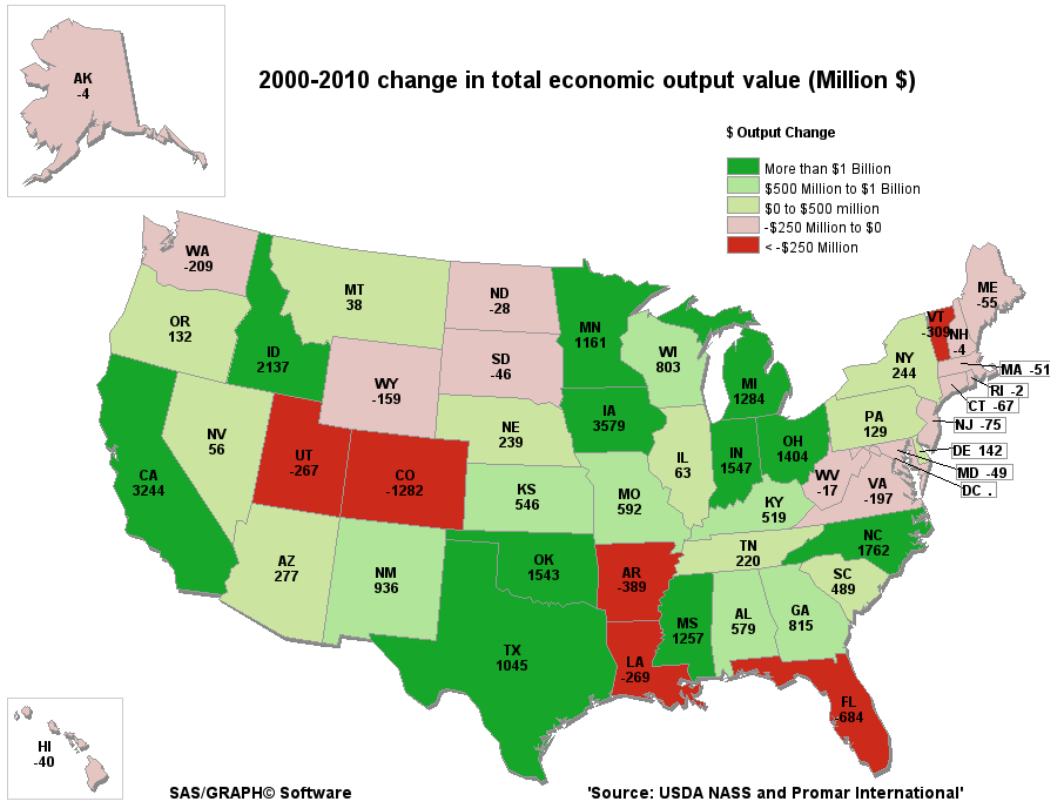 AK
-4
2000-2010 change in total economic output value (Million $)
$ Output Change
More than $1 Billion
$500 Million to $1 Billion
$0 to $500 million
-$250 Million to $0
< -$250 Million
WA
-209
MT
38
ND
-28
MN
1161
ME
-55
VT
-309
NH
-4
OR
132
ID
2137
SD
-46
WI
803
MI
1284
NY
244
MA -51
RI -2
CT -67
NJ -75
WY
-159
IA
3579
NE
239
PA
129
NV
56
UT
-267
CO
-1282
IL
63
IN
1547
OH
1404
DE 142
MD -49
DC .
CA
3244
KS
546
MO
592
WV
-17
VA
-197
KY
519
NC
1762
TN
220
AZ
277
NM
936
OK
1543
AR
-389
SC
489
MS
1257
AL
579
GA
815
TX
1045
LA
-269
FL
-684
HI
-40
SAS/GRAPH© Software
'Source: USDA NASS and Promar International'